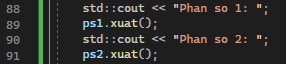 88 std::cout << "Phan so 1: ";
89 ps1.xuat();
90 std::cout << "Phan so 2: ";
91 ps2.xuat();